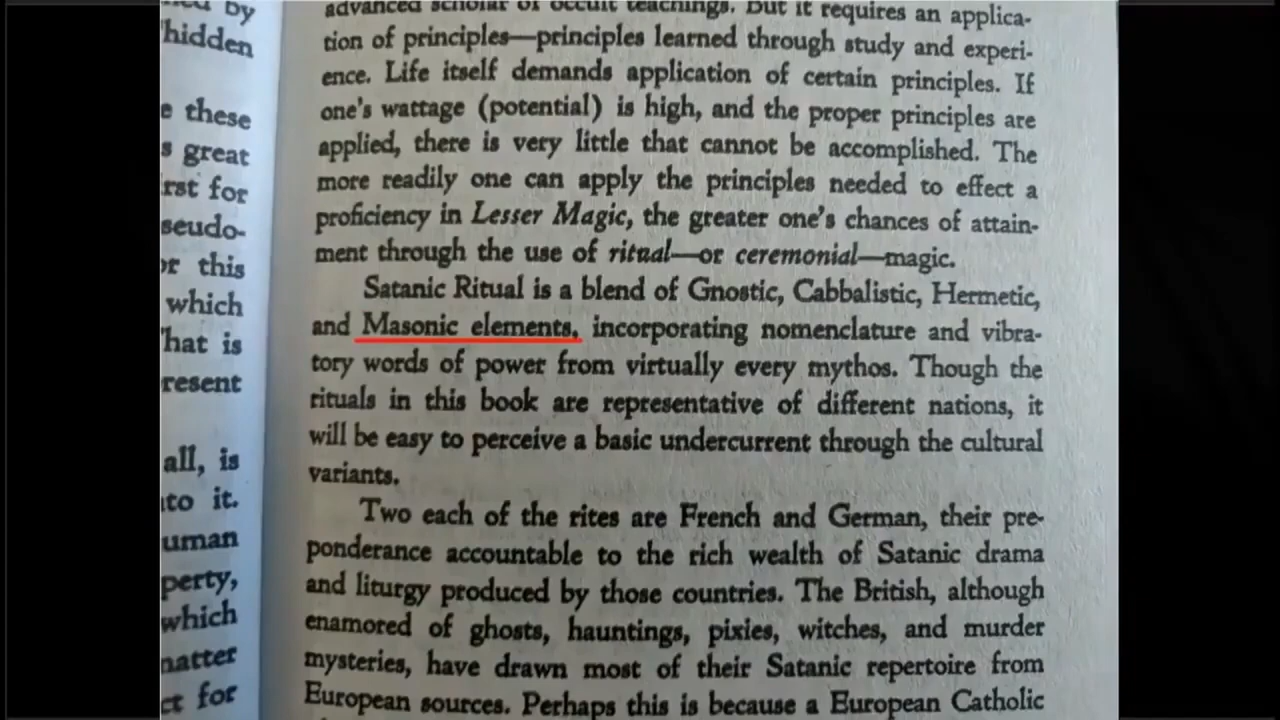 by
hidden
these
great
rst for
seudo-
or this
which
That is
resent
all, is
to it.
uman
perty,
which
natter
ct for
advanced scholar of occult teachings. But it requires an applica-
tion of principles—principles learned through study and experi-
ence. Life itself demands application of certain principles. If
one's wattage (potential) is high, and the proper principles are
applied, there is very little that cannot be accomplished. The
more readily one can apply the principles needed to effect a
proficiency in Lesser Magic, the greater one's chances of attain-
ment through the use of ritual—or ceremonial—magic.
Satanic Ritual is a blend of Gnostic, Cabbalistic, Hermetic,
and Masonic elements, incorporating nomenclature and vibra-
tory words of power from virtually every mythos. Though the
rituals in this book are representative of different nations, it
will be easy to perceive a basic undercurrent through the cultural
variants.
Two each of the rites are French and German, their pre-
ponderance accountable to the rich wealth of Satanic drama
and liturgy produced by those countries. The British, although
enamored of ghosts, hauntings, pixies, witches, and murder
mysteries, have drawn most of their Satanic repertoire from
European sources. Perhaps this is because a European Catholic